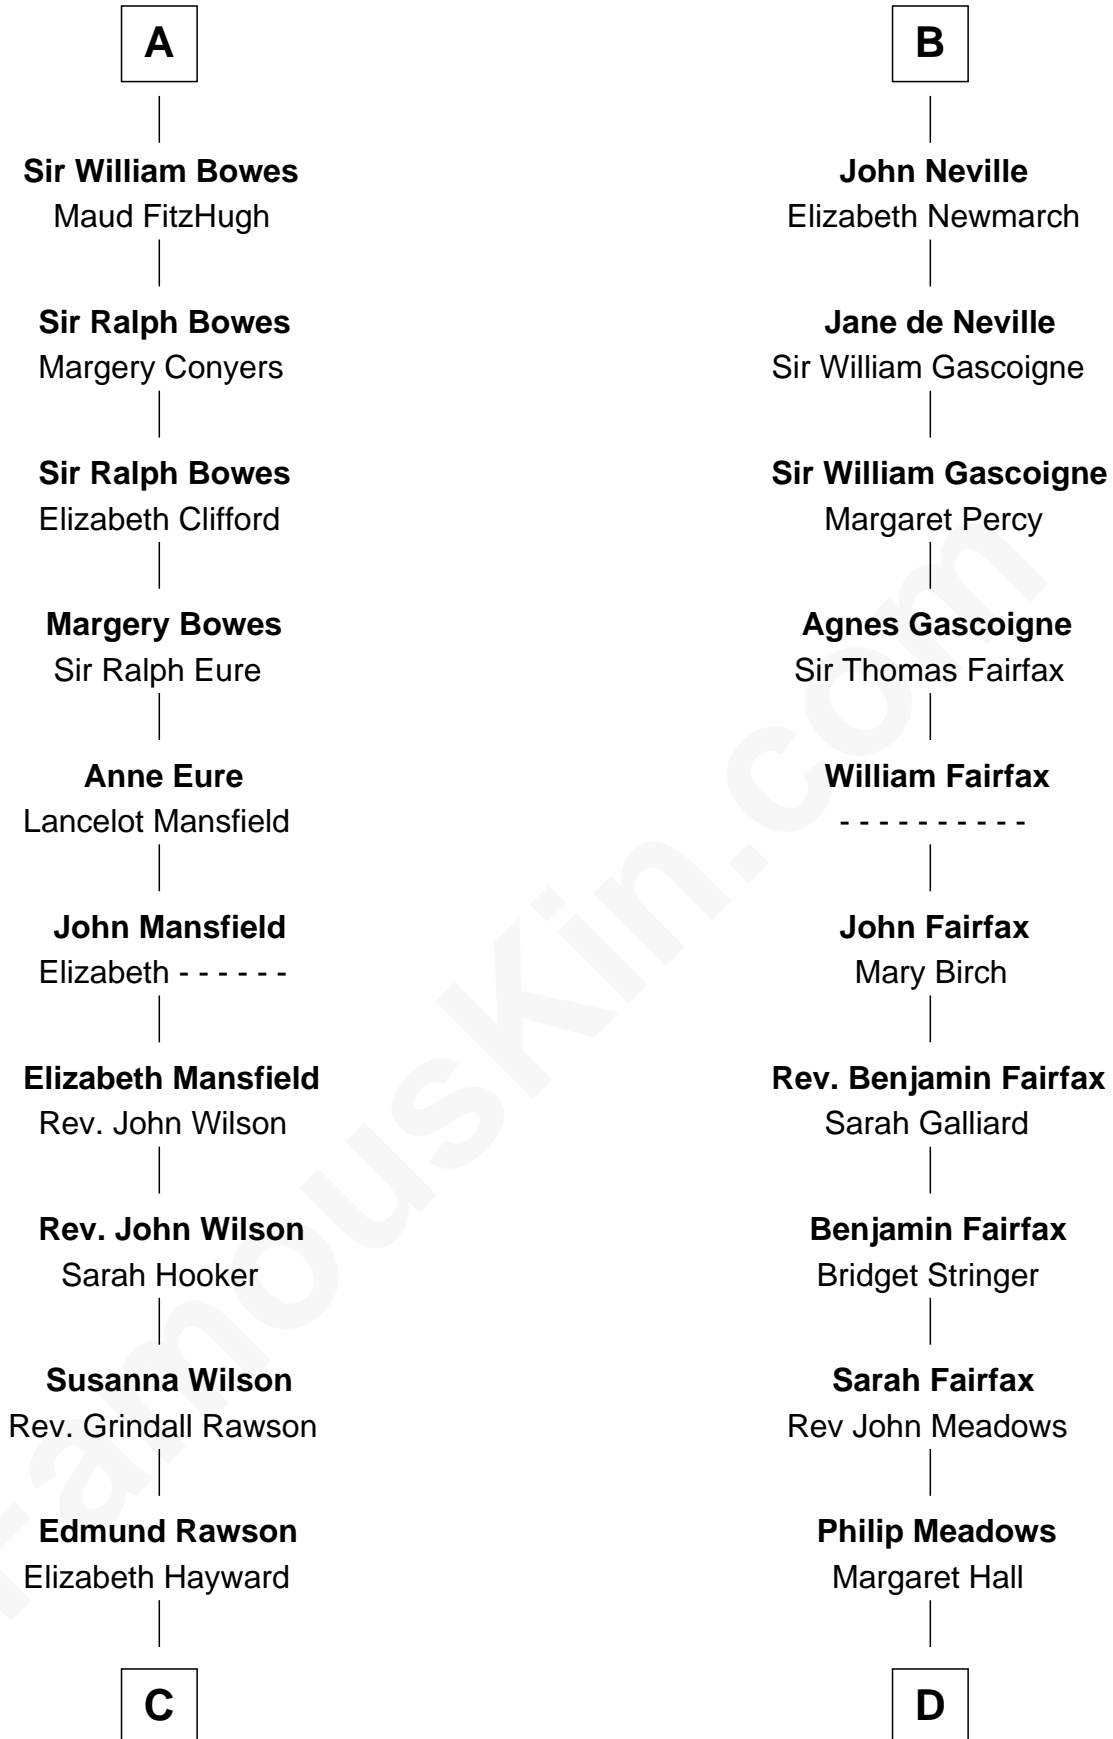 A
Sir William Bowes
Maud FitzHugh
Sir Ralph Bowes
Margery Conyers
Sir Ralph Bowes
Elizabeth Clifford
Margery Bowes
Sir Ralph Eure
Anne Eure
Lancelot Mansfield
John Mansfield
Elizabeth - - - - - -
Elizabeth Mansfield
Rev. John Wilson
Rev. John Wilson
Sarah Hooker
Susanna Wilson
Rev. Grindall Rawson
Edmund Rawson
Elizabeth Hayward
C
B
John Neville
Elizabeth Newmarch
Jane de Neville
Sir William Gascoigne
Sir William Gascoigne
Margaret Percy
Agnes Gascoigne
Sir Thomas Fairfax
William Fairfax
- - - - - - - - - -
John Fairfax
Mary Birch
Rev. Benjamin Fairfax
Sarah Galliard
Benjamin Fairfax
Bridget Stringer
Sarah Fairfax
Rev John Meadows
Philip Meadows
Margaret Hall
D
FamousKin.com